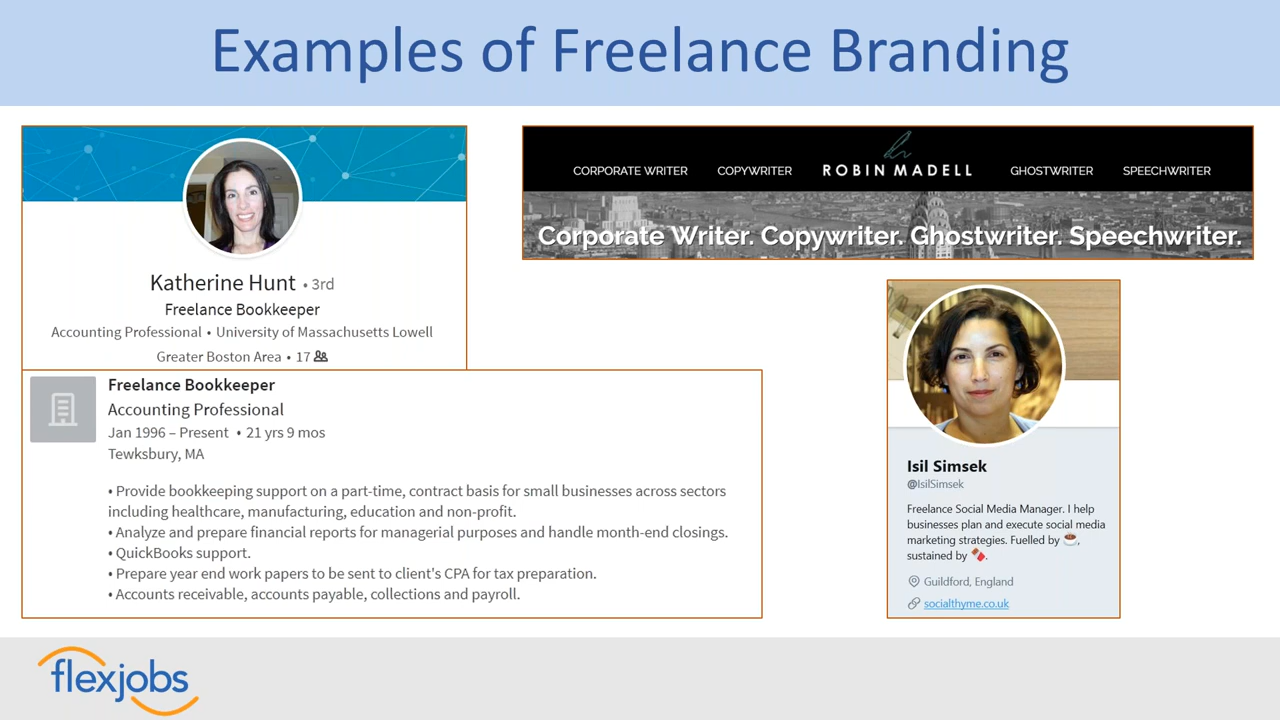 Examples of Freelance Branding
Katherine Hunt • 3rd
Freelance Bookkeeper
Accounting Professional • University of Massachusetts Lowell
Greater Boston Area • 17
Freelance Bookkeeper
Accounting Professional
Jan 1996 – Present • 21 yrs 9 mos
Tewksbury, MA
• Provide bookkeeping support on a part-time, contract basis for small businesses across sectors
including healthcare, manufacturing, education and non-profit.
• Analyze and prepare financial reports for managerial purposes and handle month-end closings.
• QuickBooks support.
• Prepare year end work papers to be sent to client's CPA for tax preparation.
• Accounts receivable, accounts payable, collections and payroll.
CORPORATE WRITER COPYWRITER ROBIN MADELL GHOSTWRITER SPEECHWRITER
Corporate Writer. Copywriter. Ghostwriter. Speechwriter.
Isil Simsek
@IsilSimsek
Freelance Social Media Manager. I help
businesses plan and execute social media
marketing strategies. Fuelled by ☕,
sustained by 🍫.
Guildford, England
socialthyme.co.uk
flexjobs